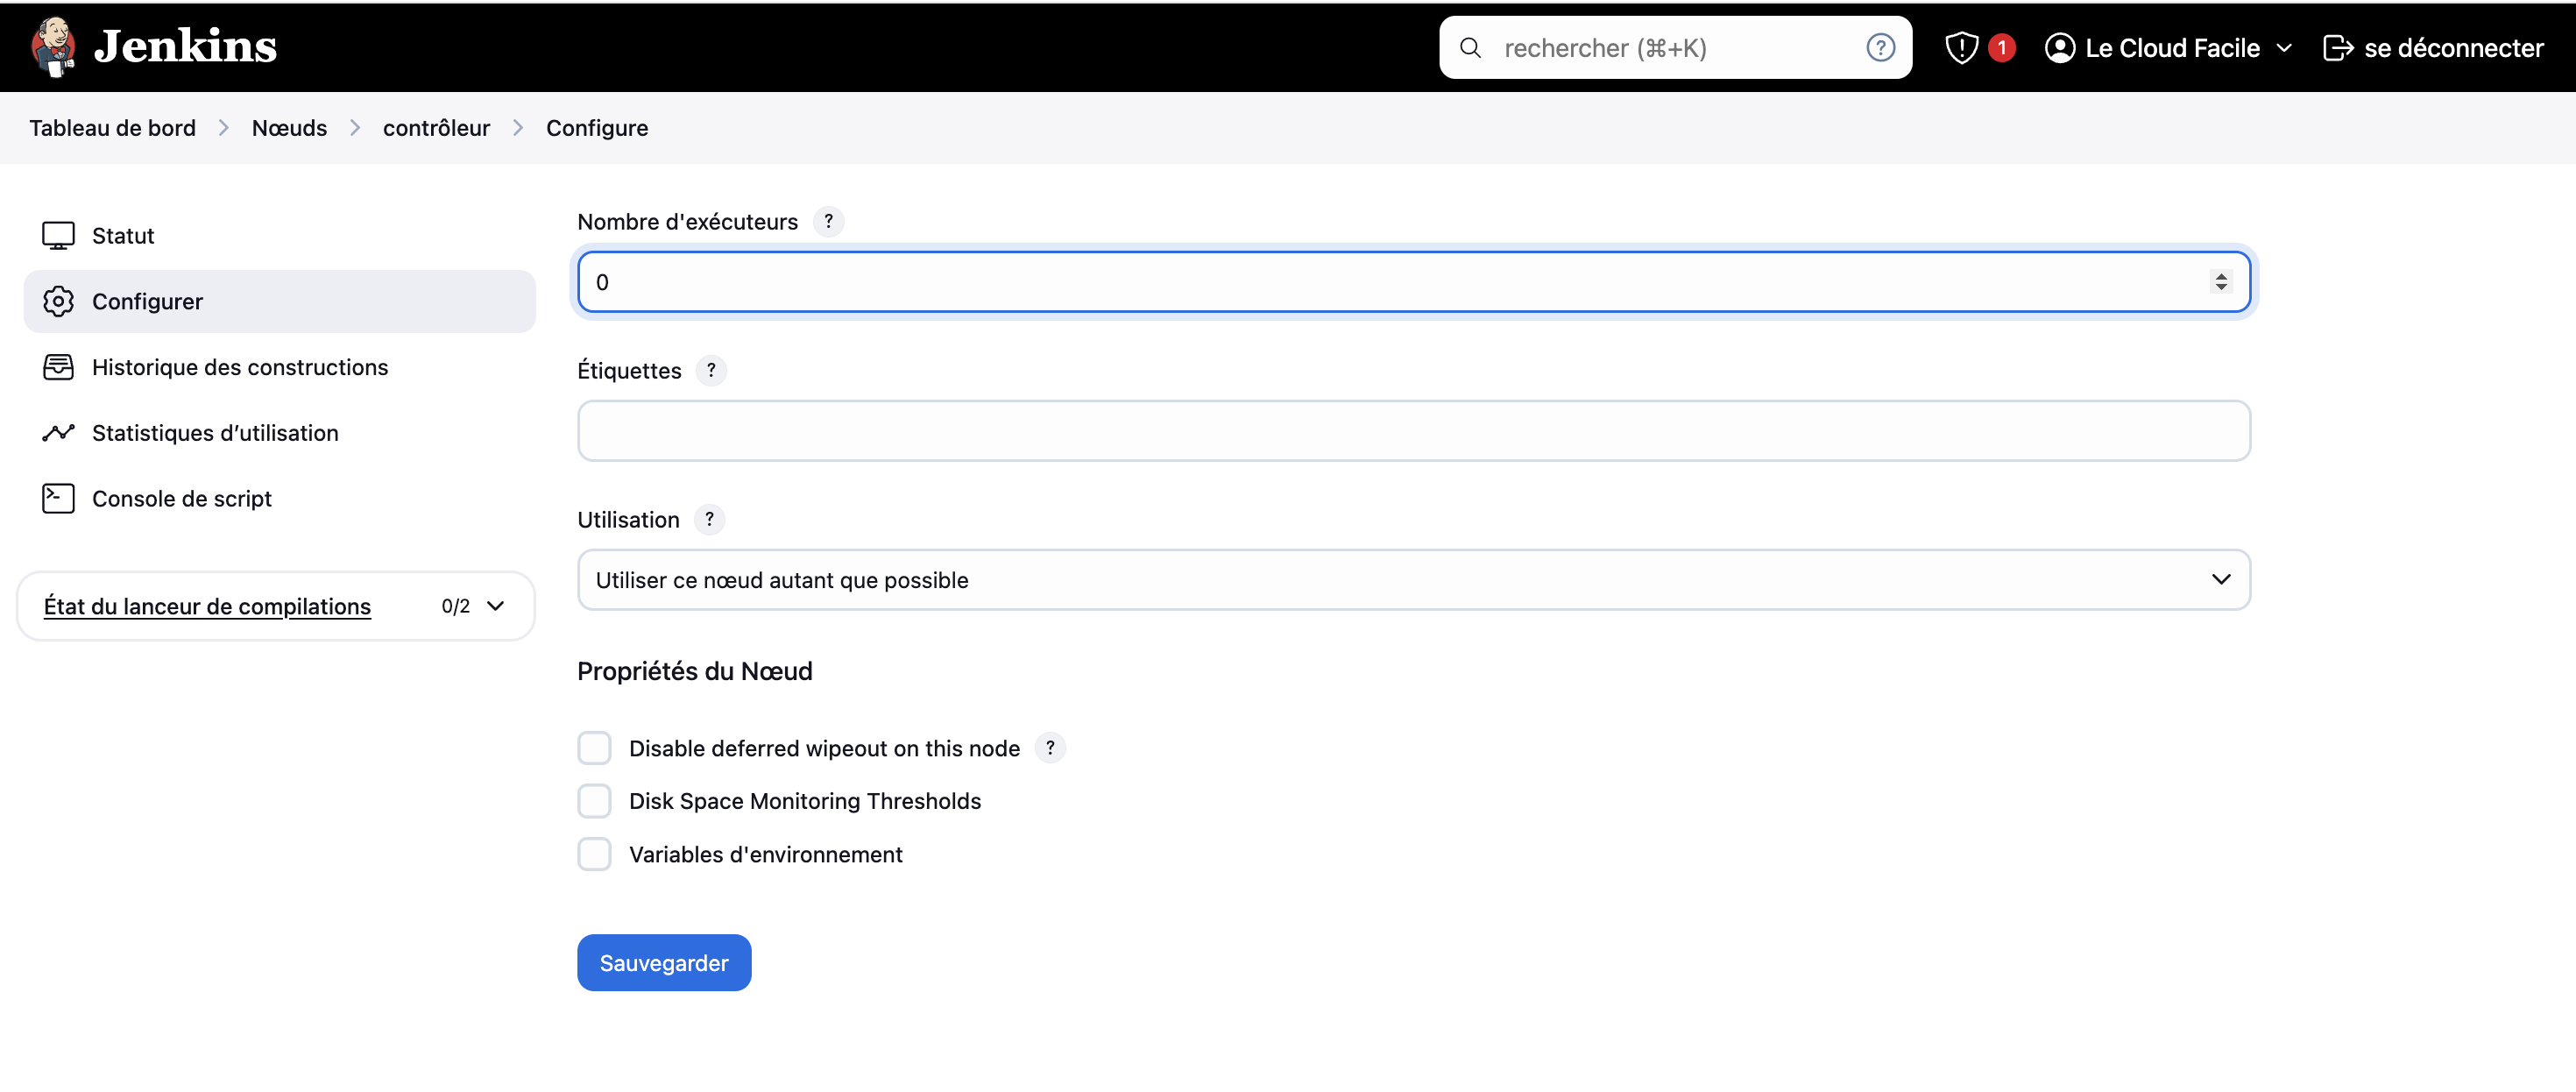 Jenkins
rechercher (⌘+K)
?
1
Le Cloud Facile
se déconnecter
Tableau de bord
Nœuds
contrôleur
Configure
Statut
Configurer
Historique des constructions
Statistiques d’utilisation
Console de script
État du lanceur de compilations
0/2
Nombre d'exécuteurs ?
0
Étiquettes ?
Utilisation ?
Utiliser ce nœud autant que possible
Propriétés du Nœud
Disable deferred wipeout on this node ?
Disk Space Monitoring Thresholds
Variables d'environnement
Sauvegarder